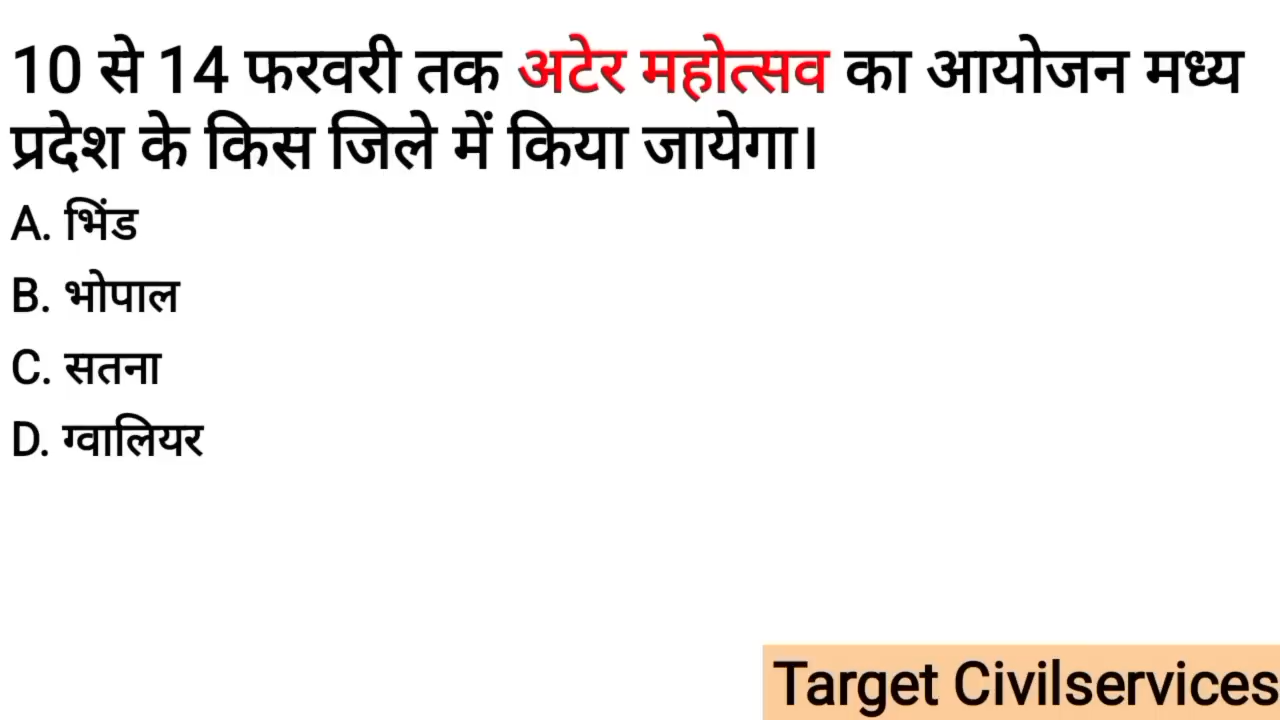 10 से 14 फरवरी तक अटेर महोत्सव का आयोजन मध्य
प्रदेश के किस जिले में किया जायेगा।
A. भिंड
B. भोपाल
C. सतना
D. ग्वालियर
Target Civilservices